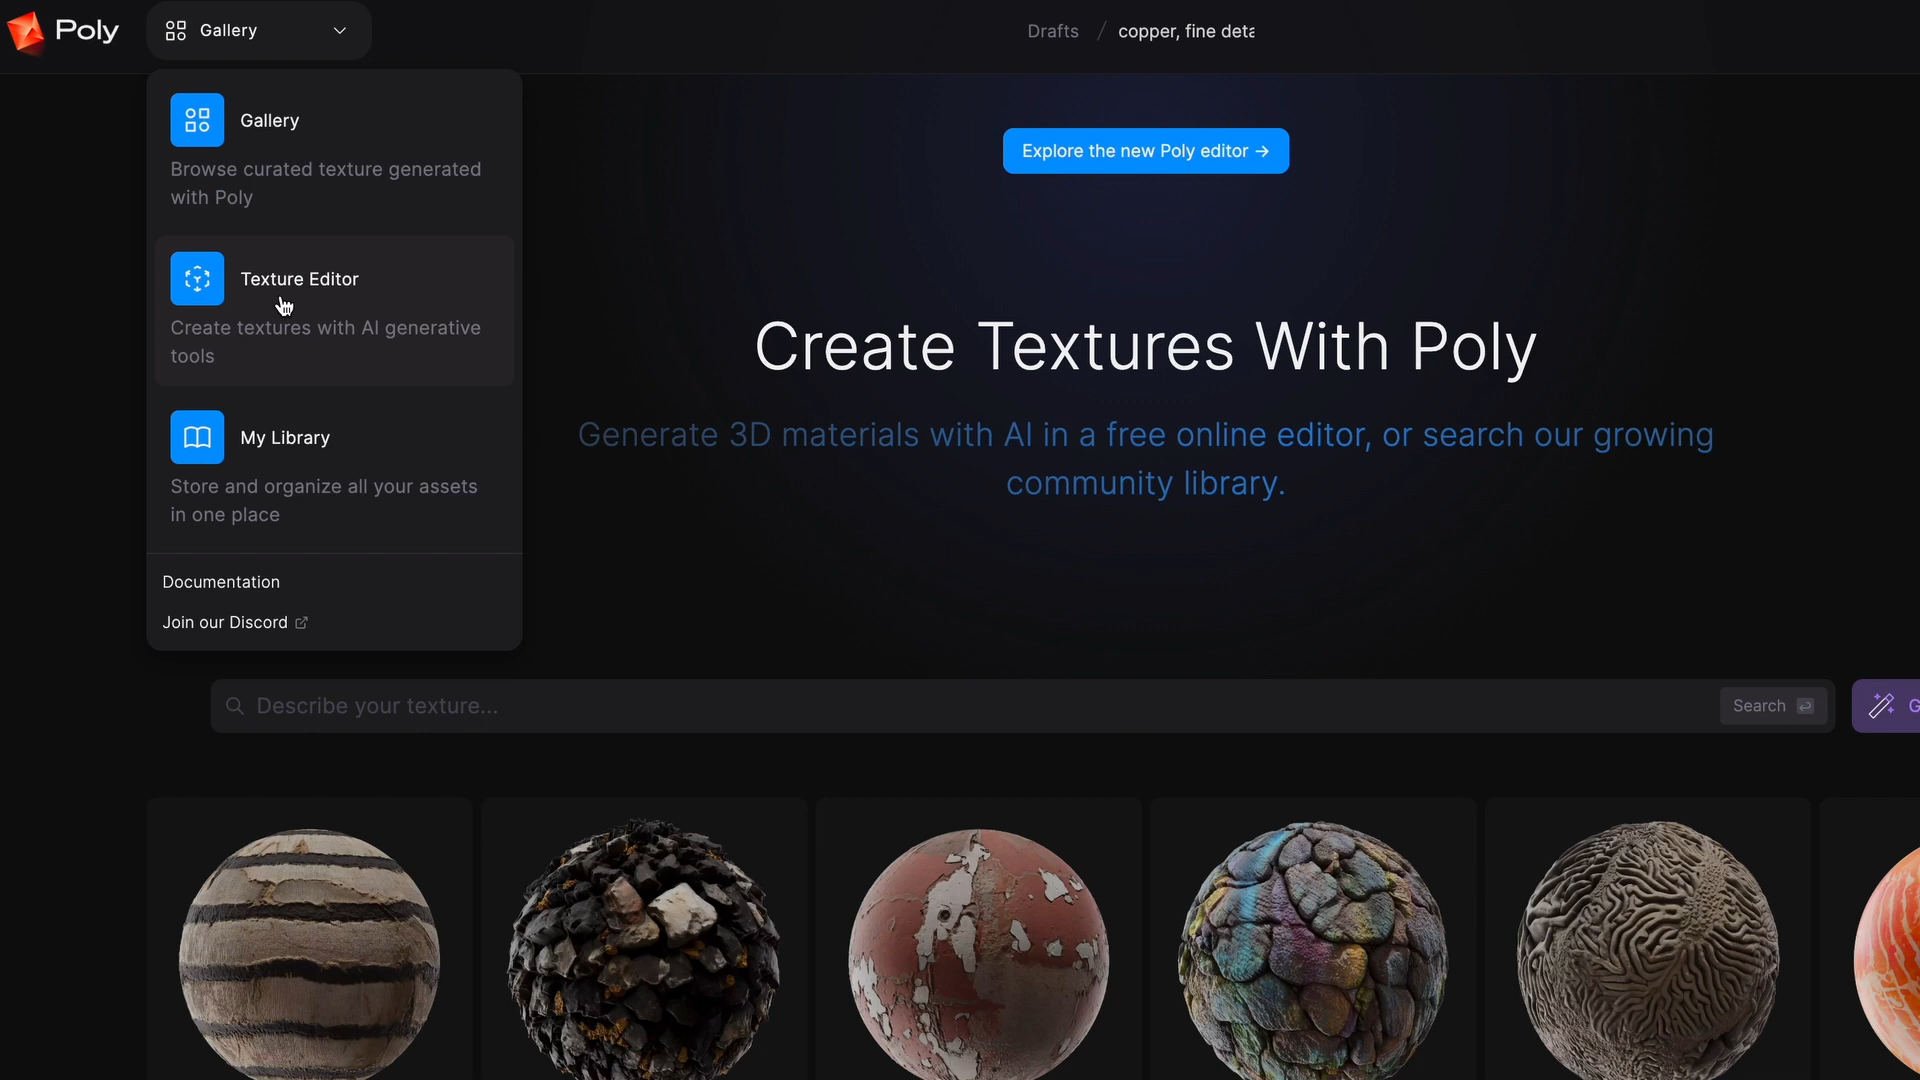 Poly
Gallery
Drafts / copper, fine deta
Gallery
Browse curated texture generated
with Poly
Texture Editor
Create textures with AI generative
tools
My Library
Store and organize all your assets
in one place
Documentation
Join our Discord
Explore the new Poly editor →
Create Textures With Poly
Generate 3D materials with AI in a free online editor, or search our growing
community library.
Describe your texture...
Search
G